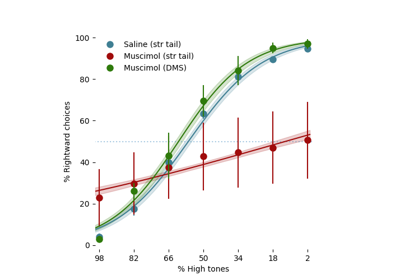 100
80
60
40
20
0
% Rightward choices
Saline (str tail)
Muscimol (str tail)
Muscimol (DMS)
98 82 66 50 34 18 2
% High tones